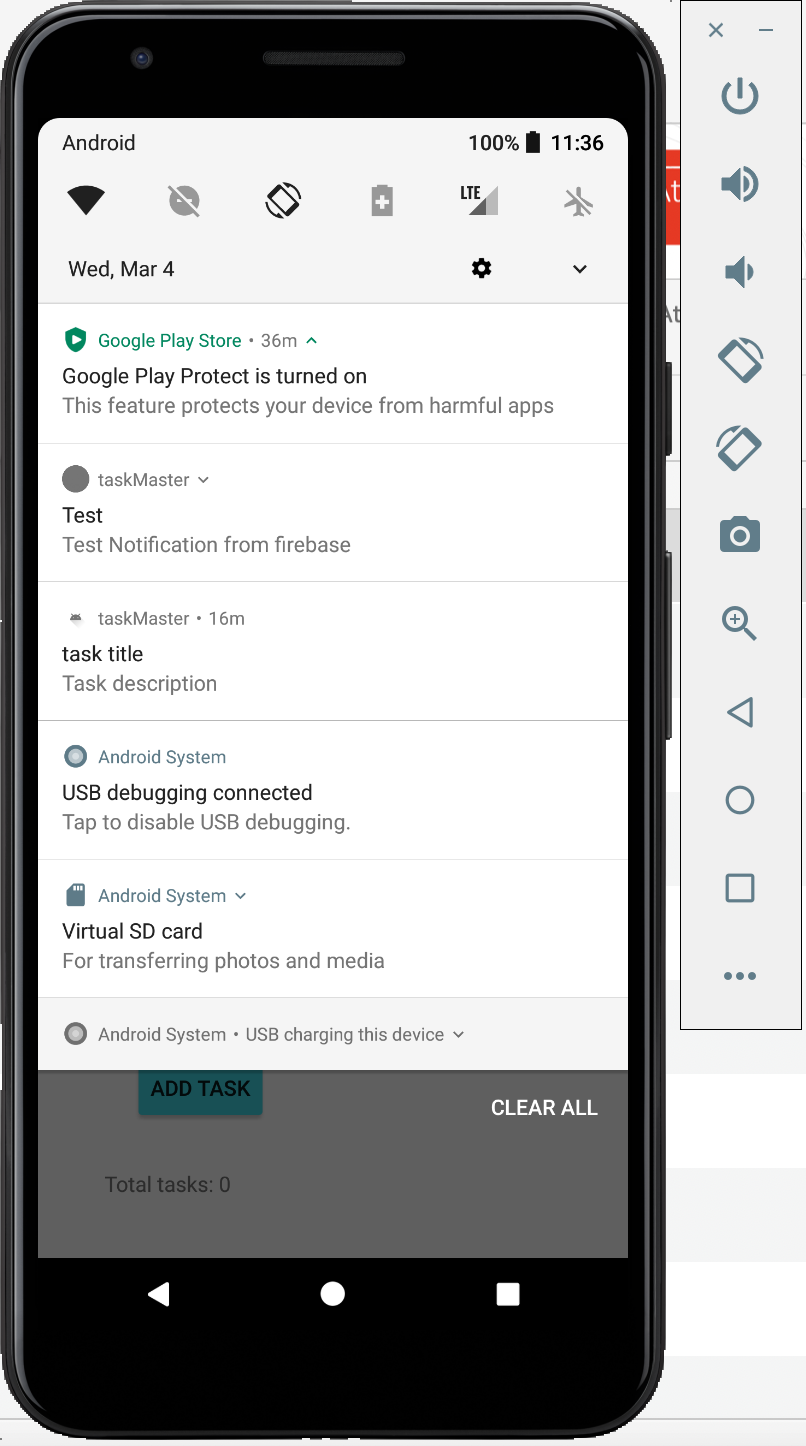 Android 100% 11:36
LTE
Wed, Mar 4
Google Play Store • 36m
Google Play Protect is turned on
This feature protects your device from harmful apps
taskMaster
Test
Test Notification from firebase
taskMaster • 16m
task title
Task description
Android System
USB debugging connected
Tap to disable USB debugging.
Android System
Virtual SD card
For transferring photos and media
Android System • USB charging this device
ADD TASK
CLEAR ALL
Total tasks: 0
At
At